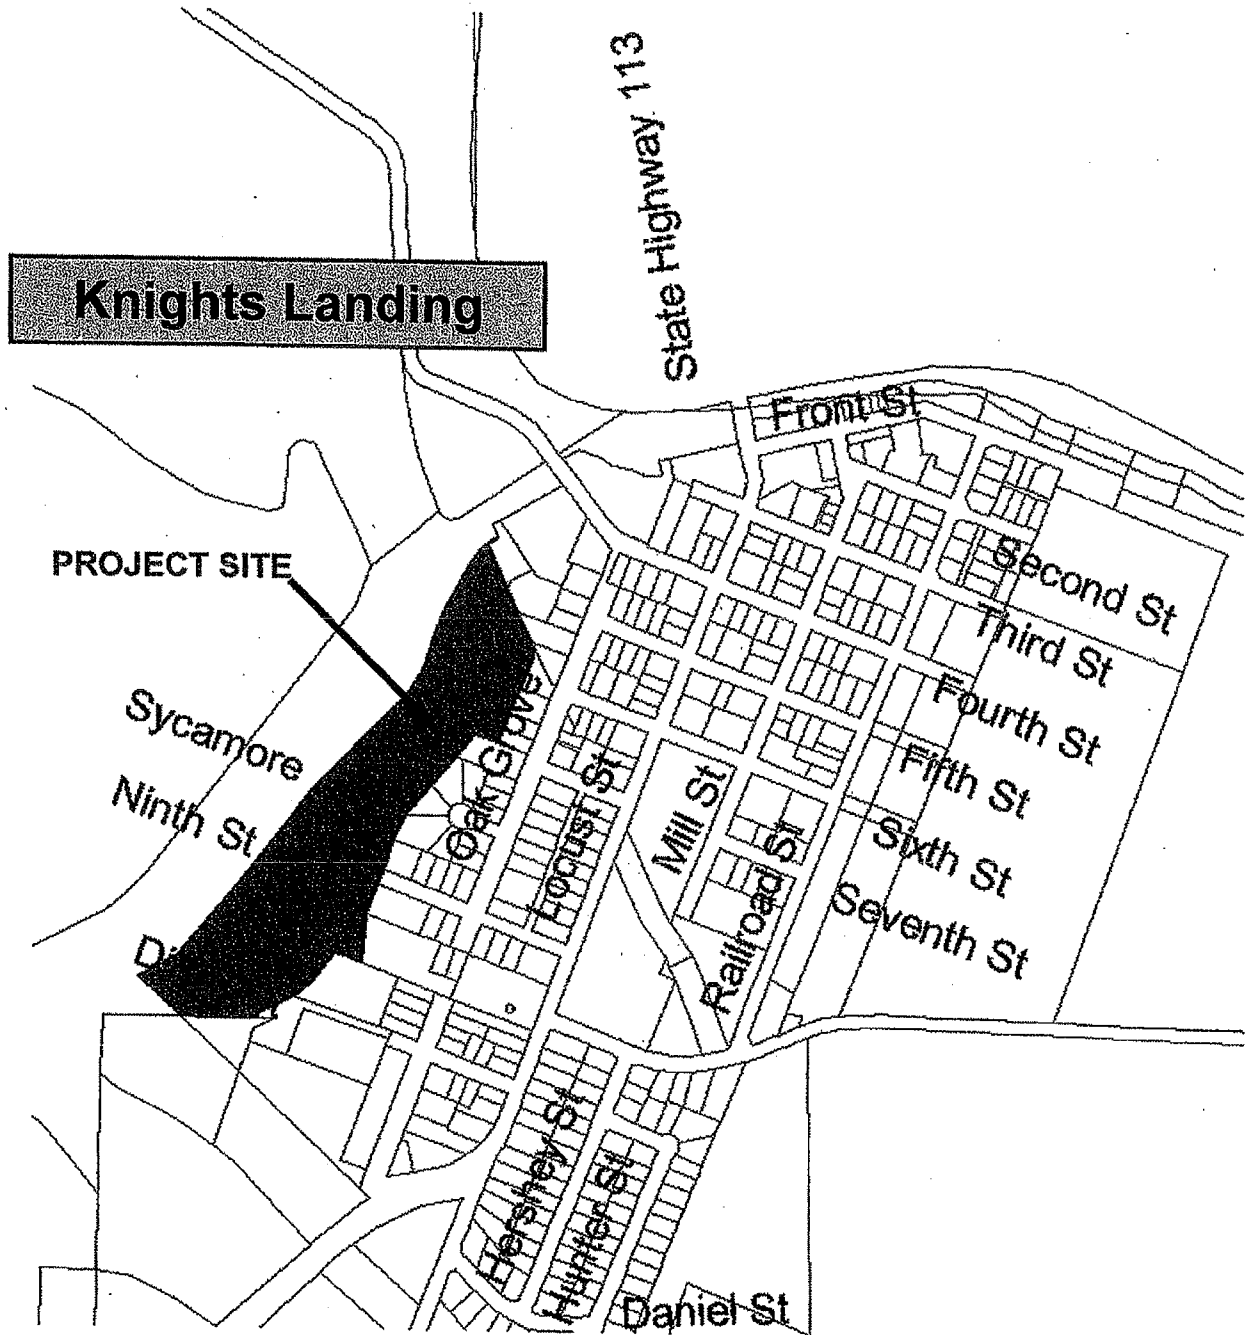 State Highway 113
Knights Landing
Front St
PROJECT SITE
Second St
Third St
Fourth St
Fifth St
Sixth St
Seventh St
Sycamore
Ninth St
Oak Grove
Locust St
Mill St
Railroad St
Hershey St
Hunter St
Daniel St